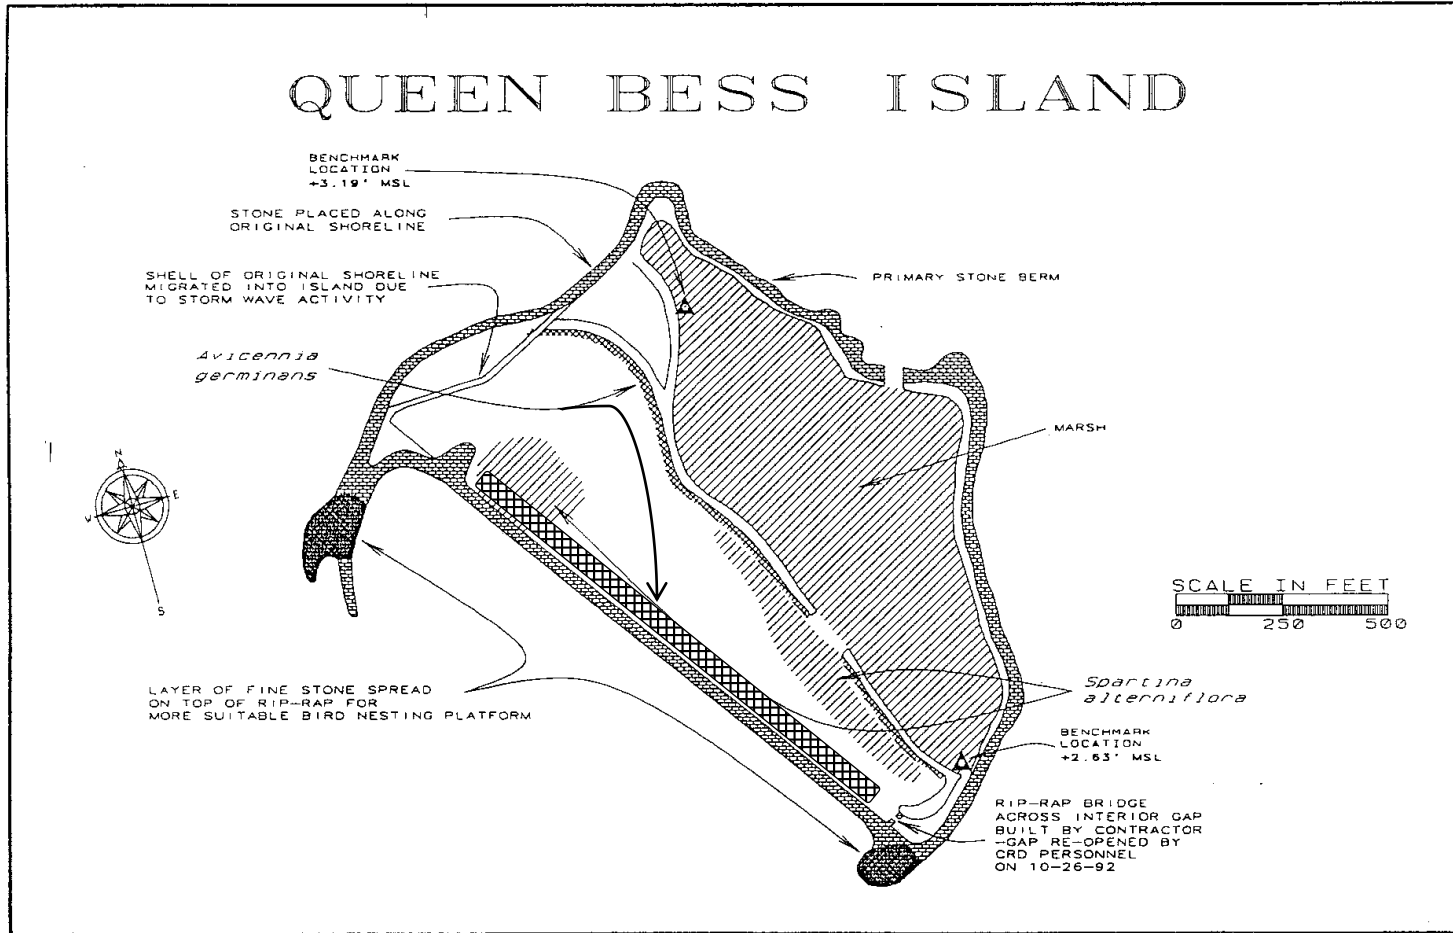 QUEEN BESS ISLAND
BENCHMARK
LOCATION
+3.19' MSL
STONE PLACED ALONG
ORIGINAL SHORELINE
SHELL OF ORIGINAL SHORELINE
MIGRATED INTO ISLAND DUE
TO STORM WAVE ACTIVITY
PRIMARY STONE BERM
Avicennia
germinans
MARSH
N
E
W
S
SCALE IN FEET
0 250 500
LAYER OF FINE STONE SPREAD
ON TOP OF RIP-RAP FOR
MORE SUITABLE BIRD NESTING PLATFORM
Spartina
alterniflora
BENCHMARK
LOCATION
+2.63' MSL
RIP-RAP BRIDGE
ACROSS INTERIOR GAP
BUILT BY CONTRACTOR
-GAP RE-OPENED BY
CRD PERSONNEL
ON 10-26-92